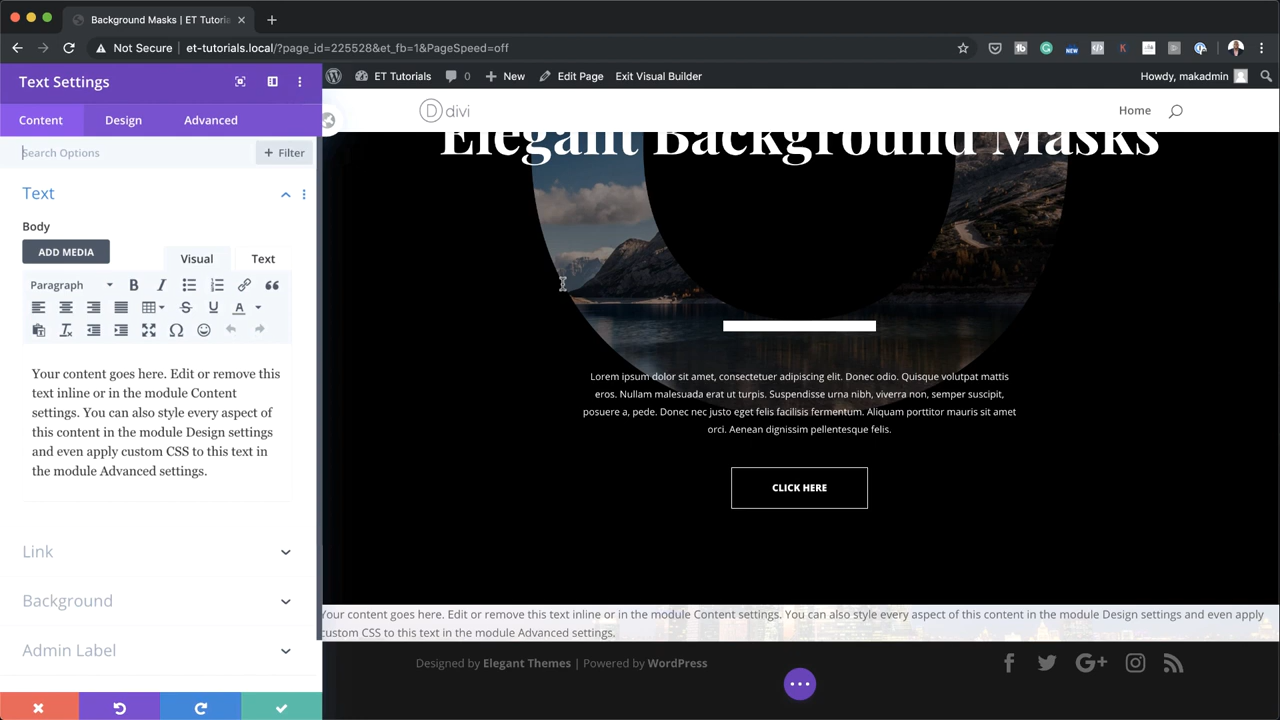 Background Masks | ET Tutoria
Not Secure
et-tutorials.local/?page_id=225528&et_fb=1&PageSpeed=off
NEW
Text Settings
ET Tutorials
0
New
Edit Page
Exit Visual Builder
Howdy, makadmin
Content
Design
Advanced
D divi
Home
Search Options
+ Filter
Elegant Background Masks
Text
Body
ADD MEDIA
Visual
Text
Paragraph
B
I
U
A
Your content goes here. Edit or remove this
text inline or in the module Content
settings. You can also style every aspect of
this content in the module Design settings
and even apply custom CSS to this text in
the module Advanced settings.
Link
Background
Admin Label
Lorem ipsum dolor sit amet, consectetuer adipiscing elit. Donec odio. Quisque volutpat mattis
eros. Nullam malesuada erat ut turpis. Suspendisse urna nibh, viverra non, semper suscipit,
posuere a, pede. Donec nec justo eget felis facilisis fermentum. Aliquam porttitor mauris sit amet
orci. Aenean dignissim pellentesque felis.
CLICK HERE
Your content goes here. Edit or remove this text inline or in the module Content settings. You can also style every aspect of this content in the module Design settings and even apply
custom CSS to this text in the module Advanced settings.
Designed by Elegant Themes | Powered by WordPress